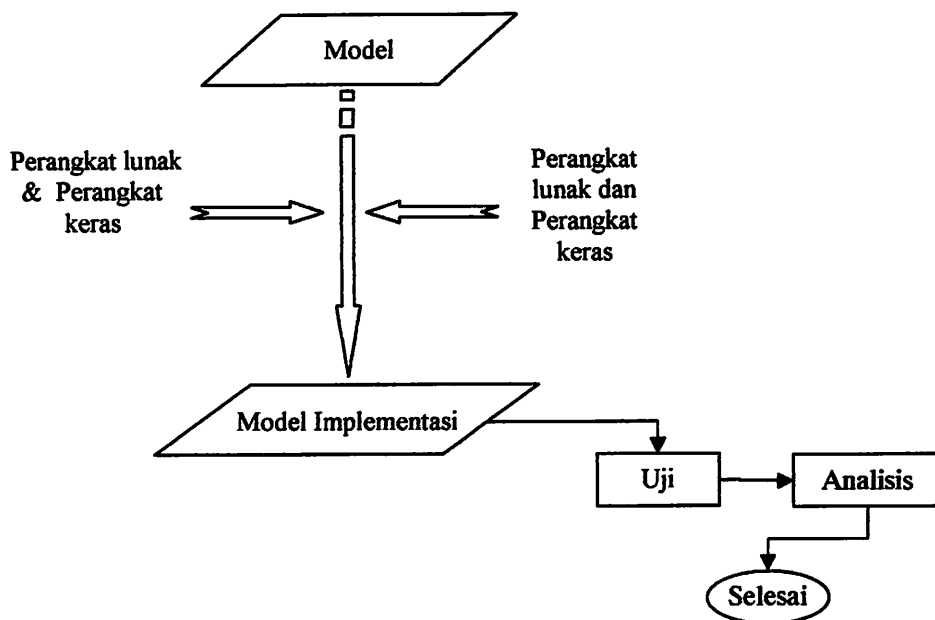 Model
Perangkat lunak
& Perangkat
keras
Perangkat
lunak dan
Perangkat
keras
Model Implementasi
Uji
Analisis
Selesai